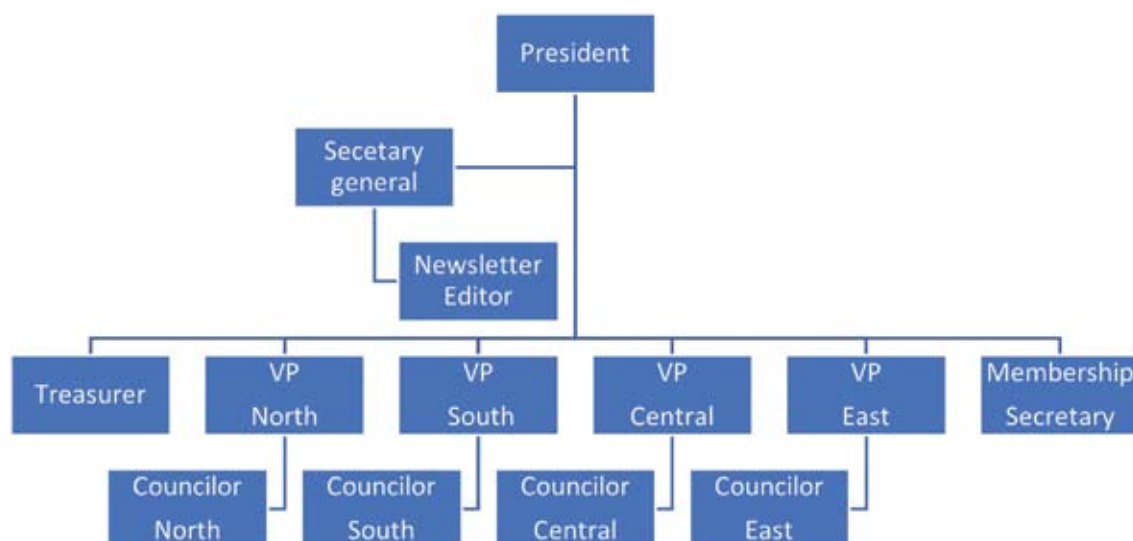 President
Secetary
general
Newsletter
Editor
Treasurer
VP
North
VP
South
VP
Central
VP
East
Membership
Secretary
Councilor
North
Councilor
South
Councilor
Central
Councilor
East